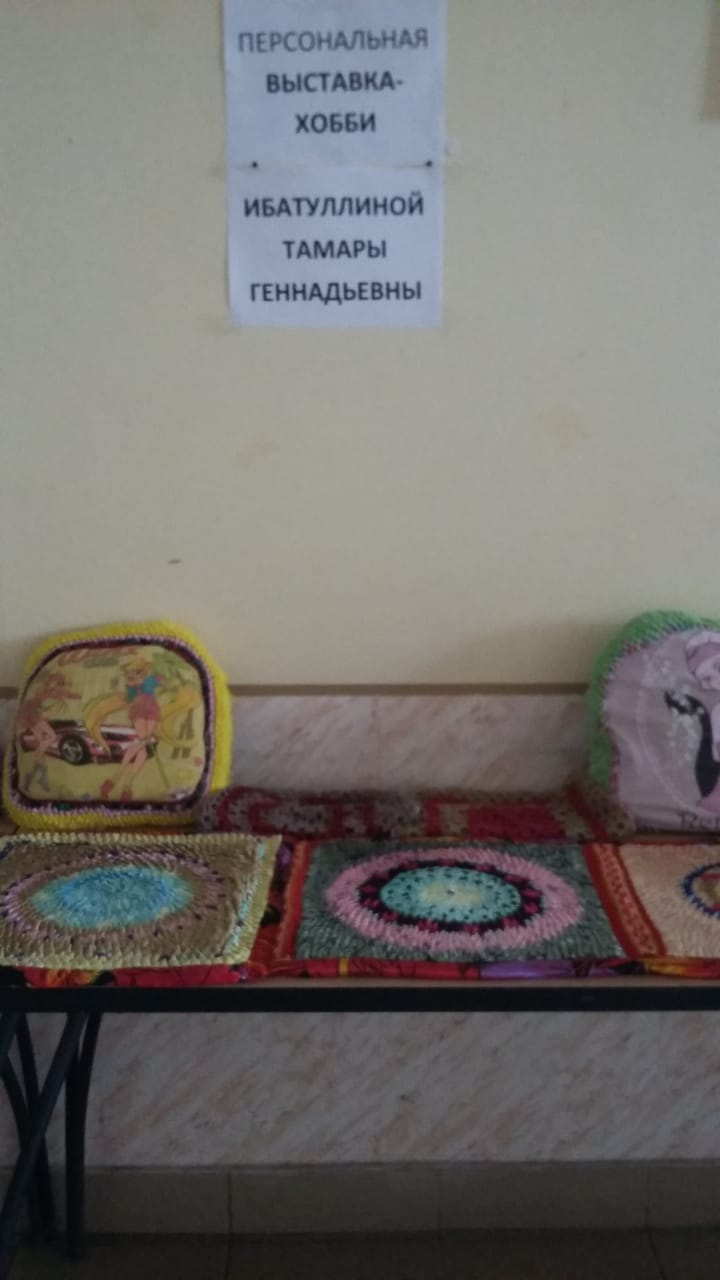 ПЕРСОНАЛЬНАЯ
ВЫСТАВКА-
ХОББИ
ИБАТУЛЛИНОЙ
ТАМАРЫ
ГЕННАДЬЕВНЫ